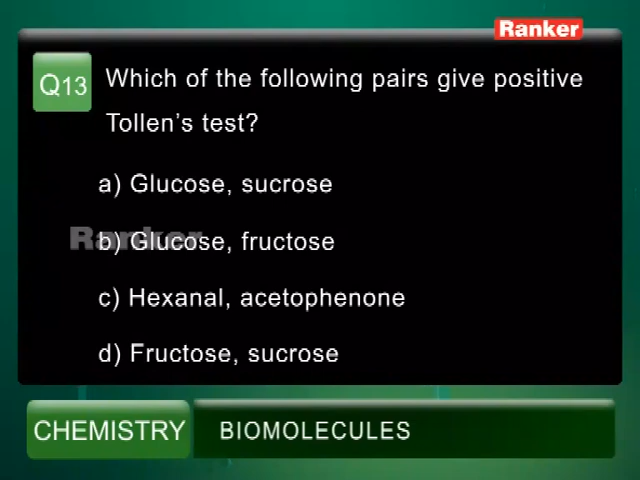 Ranker
Q13
Which of the following pairs give positive
Tollen's test?
a) Glucose, sucrose
Ranker
b) Glucose, fructose
c) Hexanal, acetophenone
d) Fructose, sucrose
CHEMISTRY
BIOMOLECULES